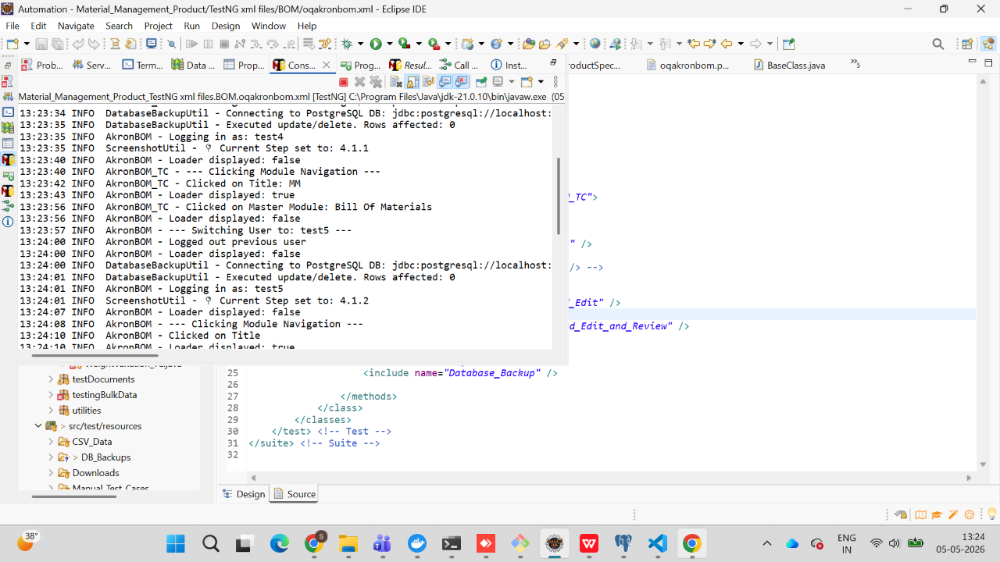 Automation - Material_Management_Product/TestNG xml files/BOM/oqakronbom.xml - Eclipse IDE
File Edit Navigate Search Project Run Design Window Help
Prob... Serv... Term... Data ... Prop... Cons... Prog... Resul... Call ... Inst... roductSpec... oqakronbom.p... BaseClass.java »5
Material_Management_Product_TestNG xml files.BOM.oqakronbom.xml [TestNG] C:\Program Files\Java\jdk-21.0.10\bin\javaw.exe (05
13:23:34 INFO DatabaseBackupUtil - Connecting to PostgreSQL DB: jdbc:postgresql://localhost:
13:23:35 INFO DatabaseBackupUtil - Executed update/delete. Rows affected: 0
13:23:35 INFO AkronBOM - Logging in as: test4
13:23:35 INFO ScreenshotUtil - Current Step set to: 4.1.1
13:23:40 INFO AkronBOM - Loader displayed: false
13:23:40 INFO AkronBOM_TC - --- Clicking Module Navigation ---
13:23:42 INFO AkronBOM_TC - Clicked on Title: MM
13:23:43 INFO AkronBOM - Loader displayed: true
13:23:56 INFO AkronBOM_TC - Clicked on Master Module: Bill Of Materials
13:23:56 INFO AkronBOM - Loader displayed: false
13:23:57 INFO AkronBOM - --- Switching User to: test5 ---
13:24:00 INFO AkronBOM - Logged out previous user
13:24:00 INFO AkronBOM - Loader displayed: false
13:24:00 INFO DatabaseBackupUtil - Connecting to PostgreSQL DB: jdbc:postgresql://localhost:
13:24:01 INFO DatabaseBackupUtil - Executed update/delete. Rows affected: 0
13:24:01 INFO AkronBOM - Logging in as: test5
13:24:01 INFO ScreenshotUtil - Current Step set to: 4.1.2
13:24:07 INFO AkronBOM - Loader displayed: false
13:24:08 INFO AkronBOM - --- Clicking Module Navigation ---
13:24:10 INFO AkronBOM - Clicked on Title
13:24:10 INFO AkronBOM - Loader displayed: true
_TC">
" />
/> -->
_Edit" />
d_Edit_and_Review" />
WeightVariation_TC.java
testDocuments
testingBulkData
utilities
> src/test/resources
CSV_Data
> DB_Backups
Downloads
Manual_Test_Cases
25 <include name="Database_Backup" />
26
27 </methods>
28 </class>
29 </classes>
30 </test> <!-- Test -->
31 </suite> <!-- Suite -->
32
Design Source
38°
ENG
IN
13:24
05-05-2026